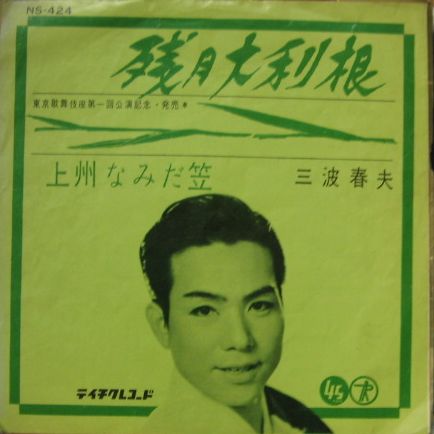 NS-424
残月大利根
東京歌舞伎座第一回公演記念・発売*
上州なみだ笠
三波春夫
テイチクレコード
45